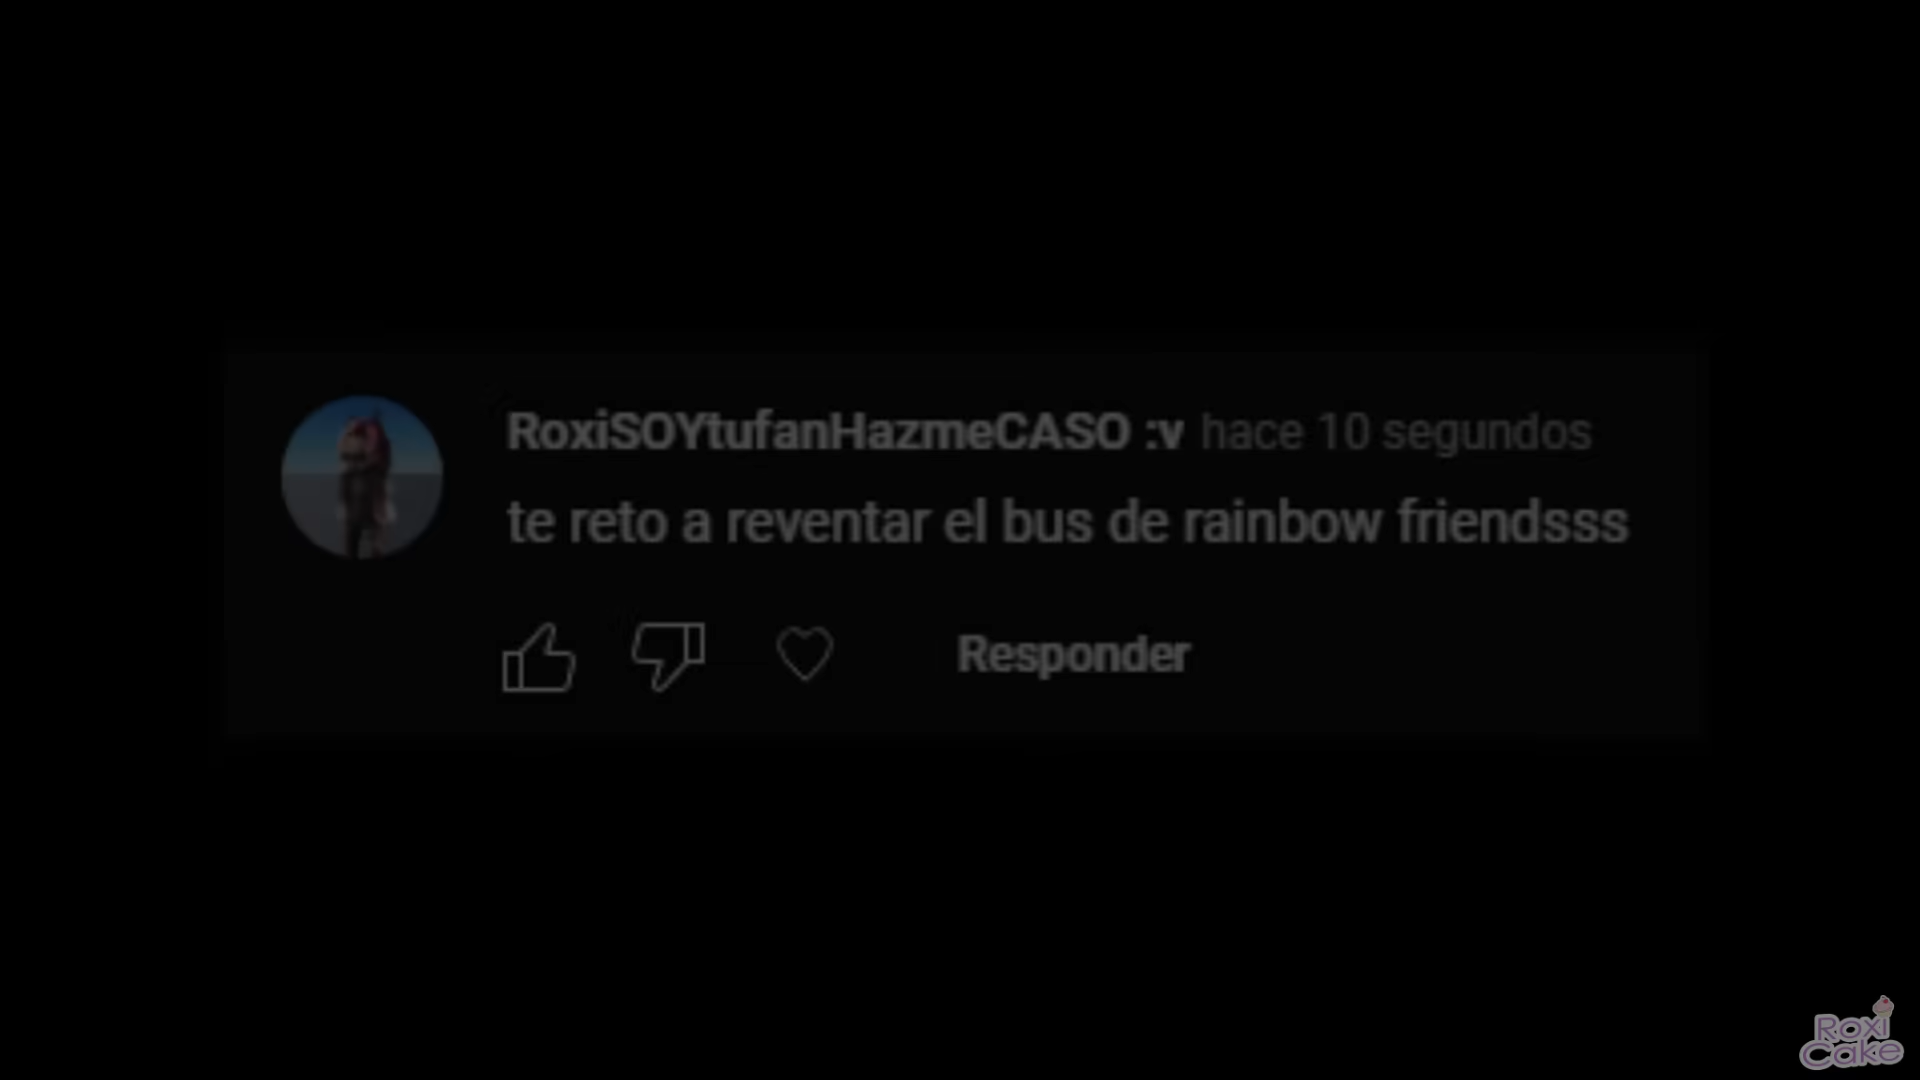 RoxiSOYtufanHazmeCASO :v hace 10 segundos
te reto a reventar el bus de rainbow friendsss
Responder
Roxi
Cake